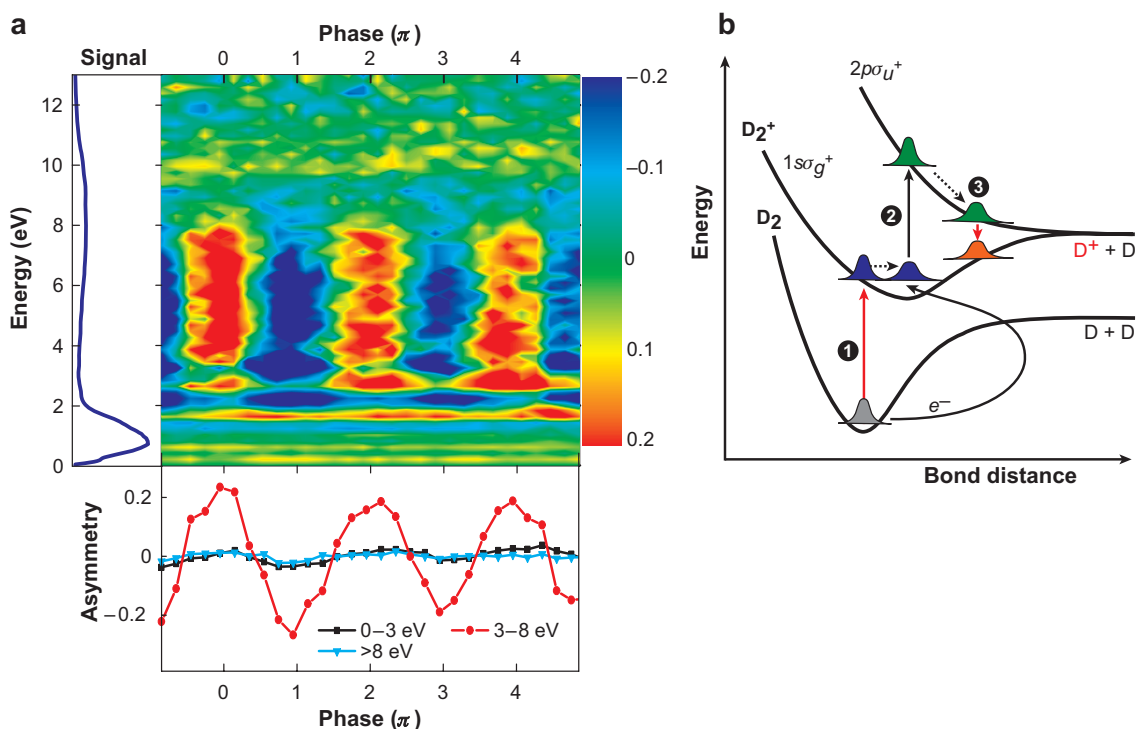 a
Phase (π)
Signal
0 1 2 3 4
Energy (eV)
12
10
8
6
4
2
0
–0.2
–0.1
0
0.1
0.2
Asymmetry
0.2
0
–0.2
0–3 eV
3–8 eV
>8 eV
0 1 2 3 4
Phase (π)
b
Energy
2pσu+
D2+
1sσg+
D2
3
2
D+ + D
1
D + D
e–
Bond distance